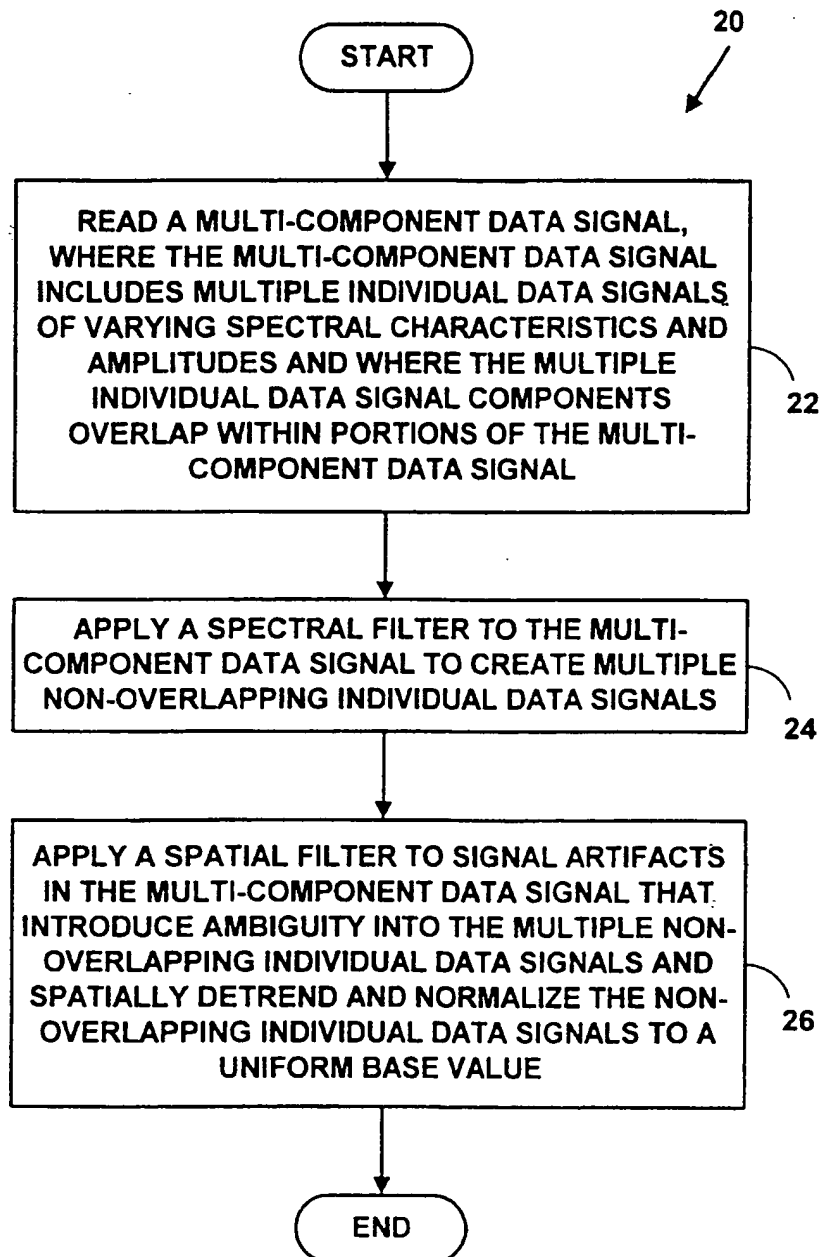 20
START
READ A MULTI-COMPONENT DATA SIGNAL,
WHERE THE MULTI-COMPONENT DATA SIGNAL
INCLUDES MULTIPLE INDIVIDUAL DATA SIGNALS
OF VARYING SPECTRAL CHARACTERISTICS AND
AMPLITUDES AND WHERE THE MULTIPLE
INDIVIDUAL DATA SIGNAL COMPONENTS
OVERLAP WITHIN PORTIONS OF THE MULTI-
COMPONENT DATA SIGNAL
22
APPLY A SPECTRAL FILTER TO THE MULTI-
COMPONENT DATA SIGNAL TO CREATE MULTIPLE
NON-OVERLAPPING INDIVIDUAL DATA SIGNALS
24
APPLY A SPATIAL FILTER TO SIGNAL ARTIFACTS
IN THE MULTI-COMPONENT DATA SIGNAL THAT
INTRODUCE AMBIGUITY INTO THE MULTIPLE NON-
OVERLAPPING INDIVIDUAL DATA SIGNALS AND
SPATIALLY DETREND AND NORMALIZE THE NON-
OVERLAPPING INDIVIDUAL DATA SIGNALS TO A
UNIFORM BASE VALUE
26
END